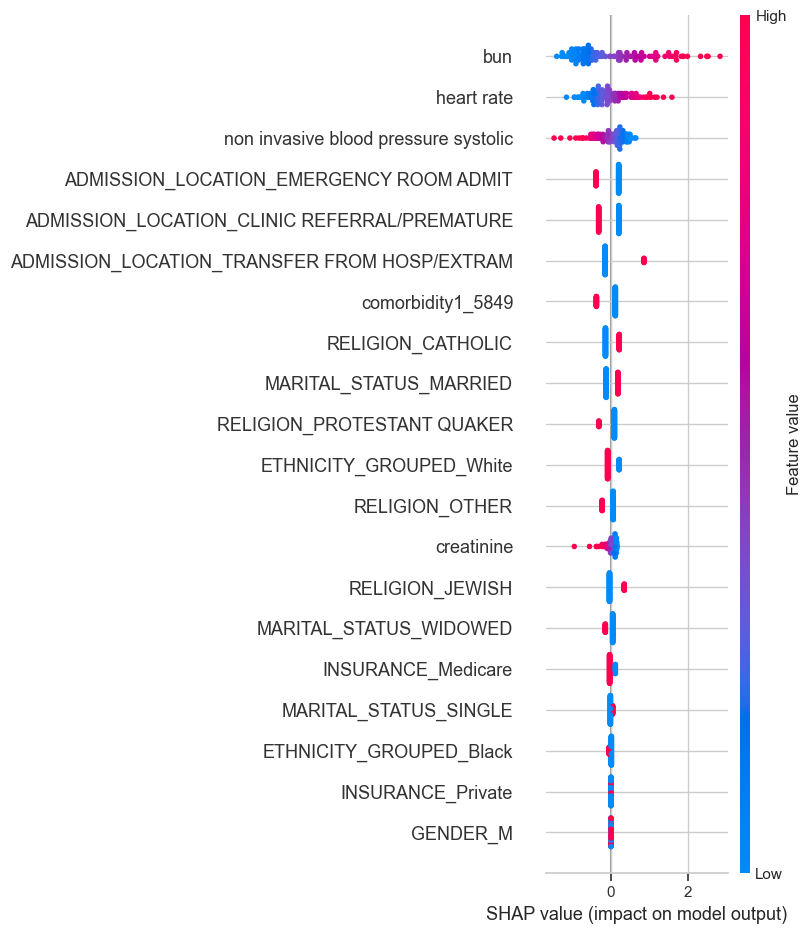 High
bun
heart rate
non invasive blood pressure systolic
ADMISSION_LOCATION_EMERGENCY ROOM ADMIT
ADMISSION_LOCATION_CLINIC REFERRAL/PREMATURE
ADMISSION_LOCATION_TRANSFER FROM HOSP/EXTRAM
comorbidity1_5849
RELIGION_CATHOLIC
MARITAL_STATUS_MARRIED
RELIGION_PROTESTANT QUAKER
ETHNICITY_GROUPED_White
RELIGION_OTHER
creatinine
RELIGION_JEWISH
MARITAL_STATUS_WIDOWED
INSURANCE_Medicare
MARITAL_STATUS_SINGLE
ETHNICITY_GROUPED_Black
INSURANCE_Private
GENDER_M
Feature value
Low
0 2
SHAP value (impact on model output)